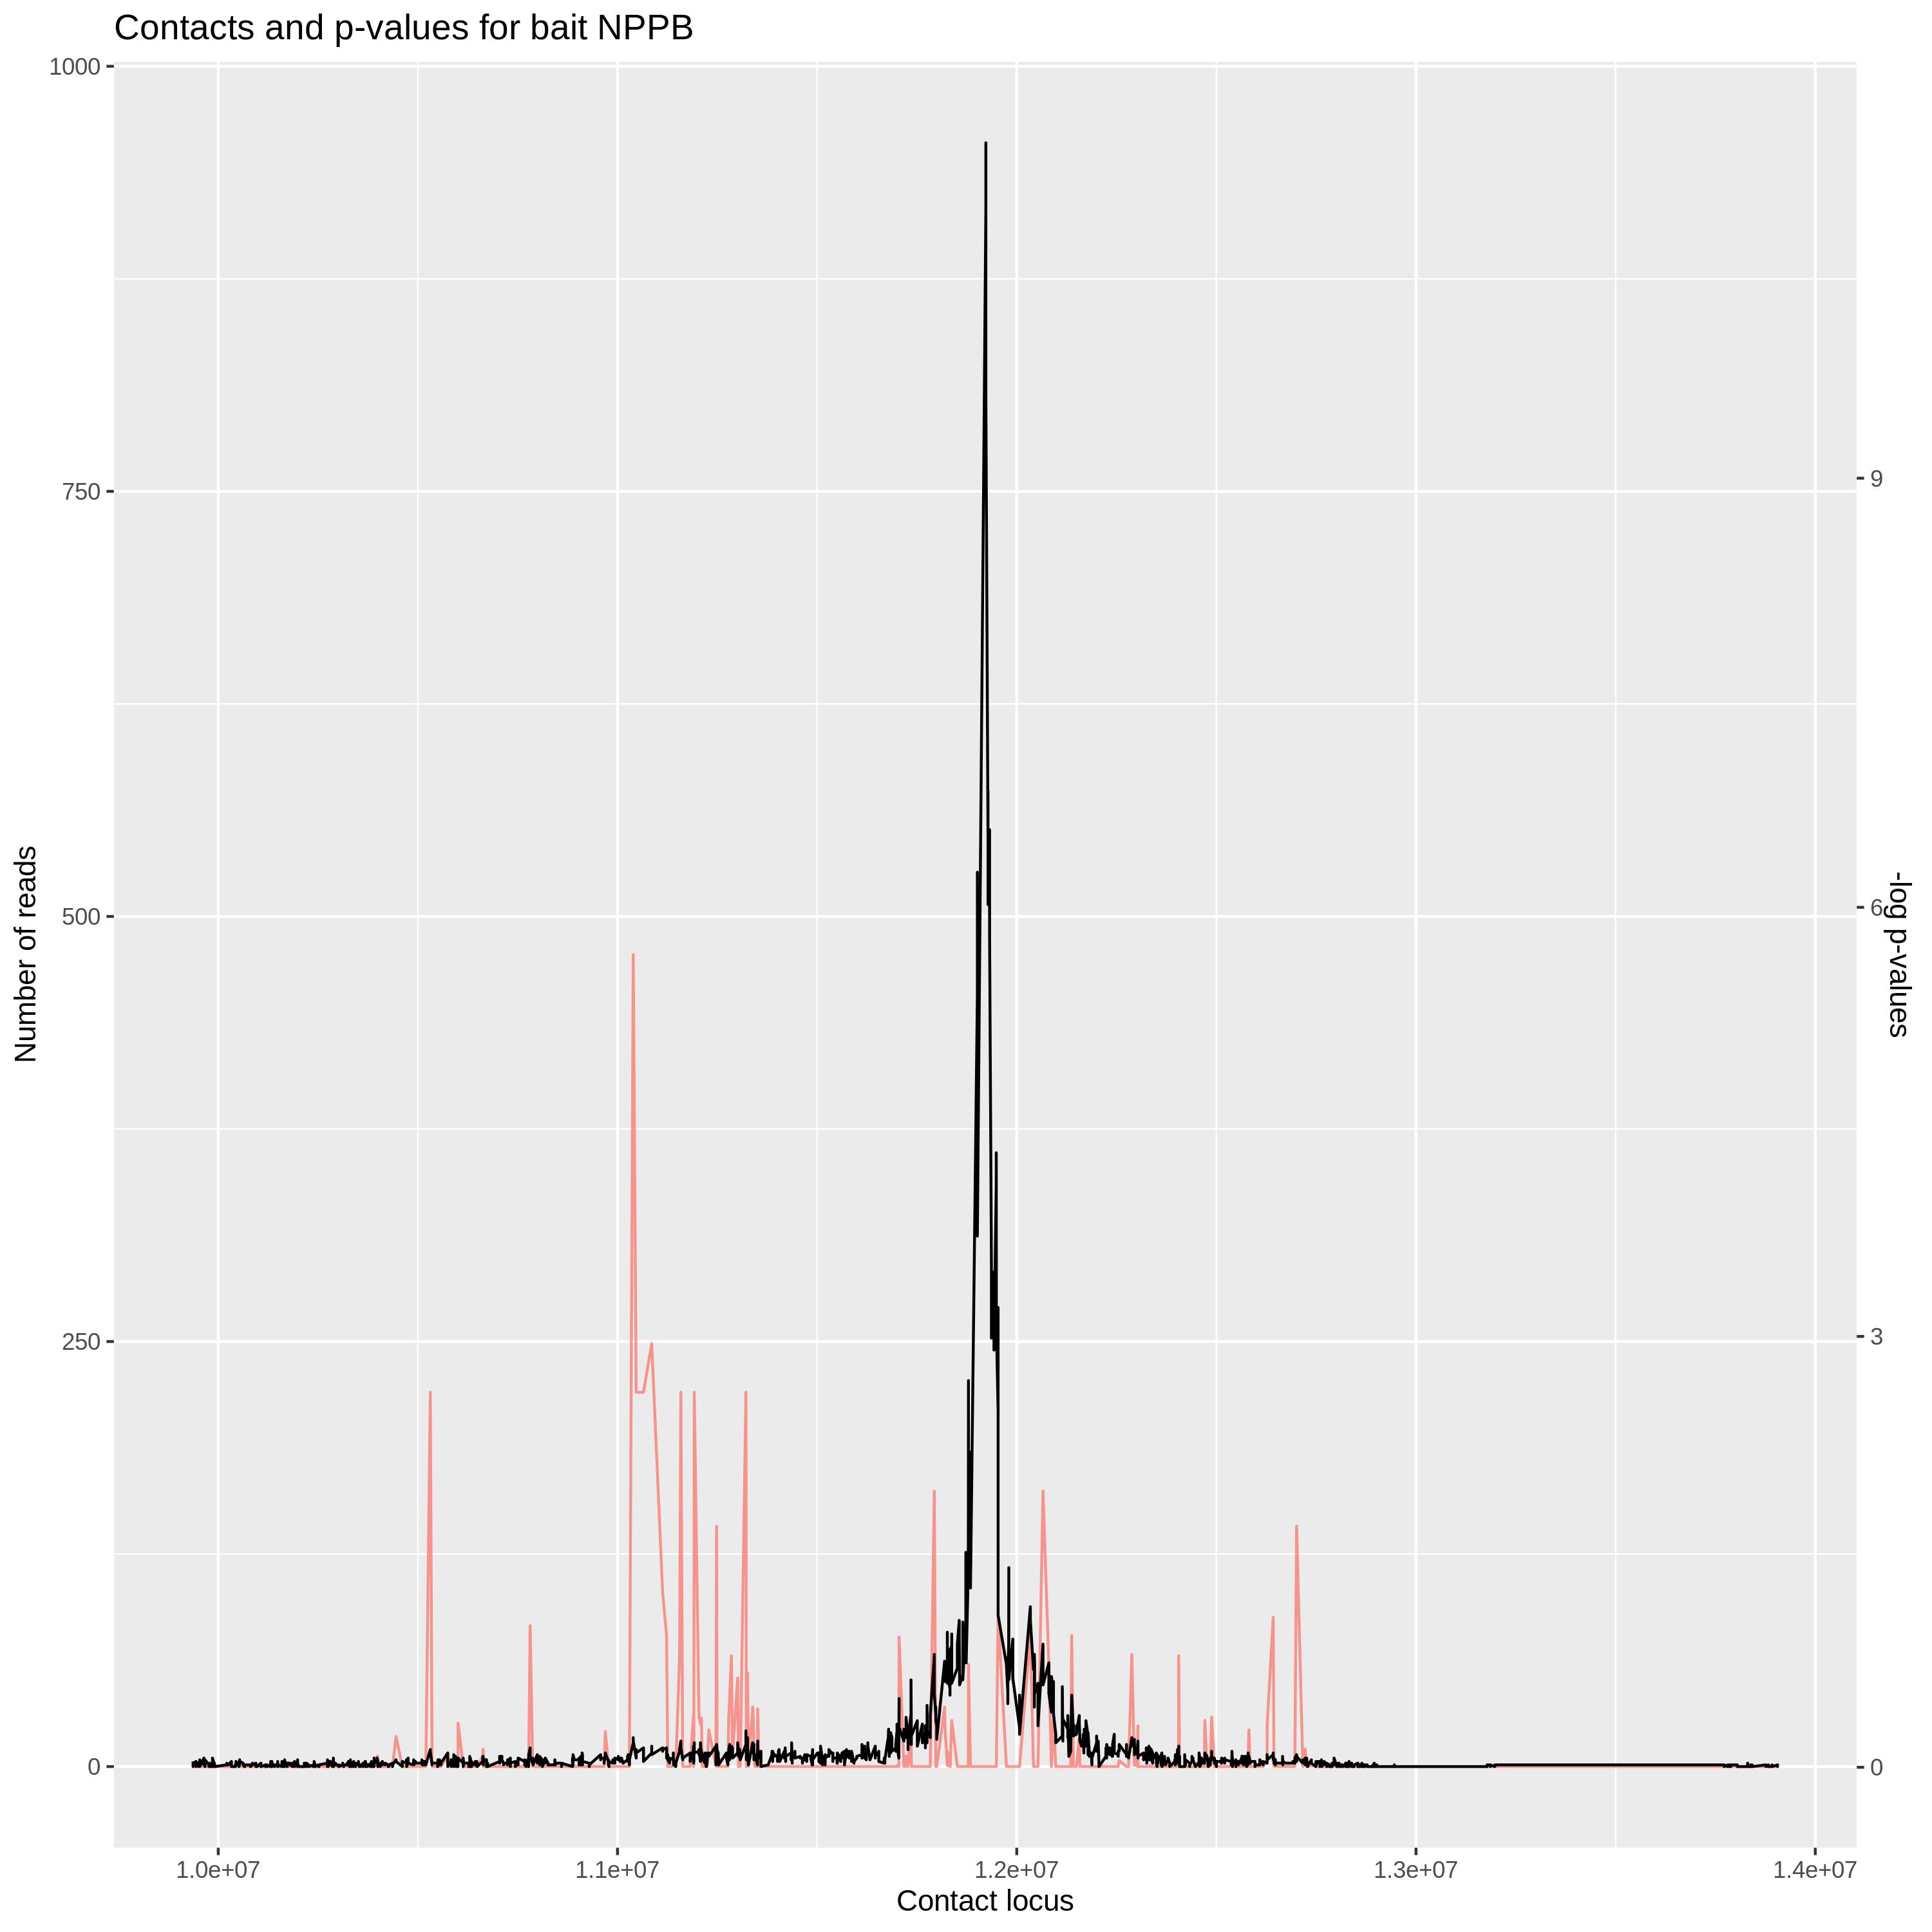 Contacts and p-values for bait NPPB
1000
750
500
250
0
Number of reads
9
6
3
0
-log p-values
1.0e+07
1.1e+07
1.2e+07
1.3e+07
1.4e+07
Contact locus